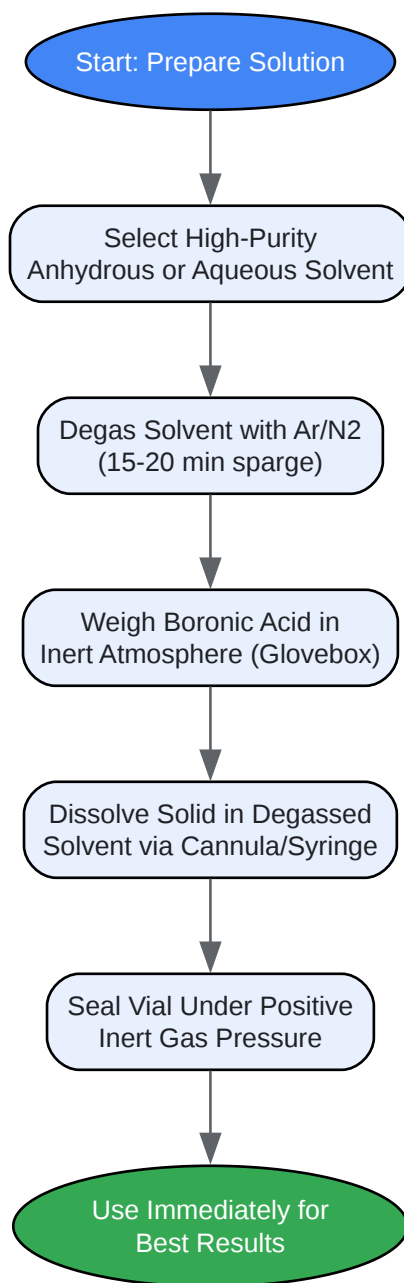 Start: Prepare Solution
Select High-Purity
Anhydrous or Aqueous Solvent
Degas Solvent with Ar/N2
(15-20 min sparge)
Weigh Boronic Acid in
Inert Atmosphere (Glovebox)
Dissolve Solid in Degassed
Solvent via Cannula/Syringe
Seal Vial Under Positive
Inert Gas Pressure
Use Immediately for
Best Results